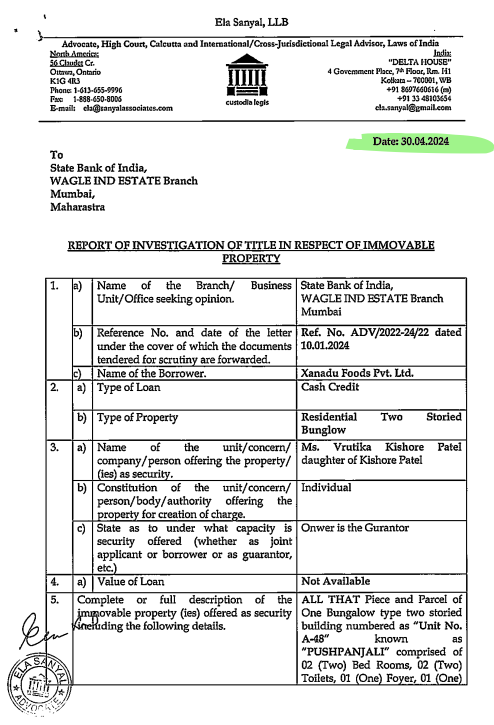 Ela Sanyal, LLB
Advocate, High Court, Calcutta and International/Cross-Jurisdictional Legal Advisor, Laws of India
North America:
56 Claudet Cr.
Ottawa, Ontario
K1G 4R3
Phone: 1-613-655-9996
Fax: 1-888-650-8006
E-mail: ela@sanyalassociates.com
custodia legis
India:
"DELTA HOUSE"
4 Government Place, 7th Floor, Rm. H1
Kolkata – 700001, WB
+91 8697660616 (m)
+91 33 48103654
ela.sanyal@gmail.com
Date: 30.04.2024
To
State Bank of India,
WAGLE IND ESTATE Branch
Mumbai,
Maharastra
REPORT OF INVESTIGATION OF TITLE IN RESPECT OF IMMOVABLE
PROPERTY
1. a) Name of the Branch/ Business
Unit/Office seeking opinion.
State Bank of India,
WAGLE IND ESTATE Branch
Mumbai
b) Reference No. and date of the letter
under the cover of which the documents
tendered for scrutiny are forwarded.
Ref. No. ADV/2022-24/22 dated
10.01.2024
c) Name of the Borrower.
Xanadu Foods Pvt. Ltd.
2. a) Type of Loan
Cash Credit
b) Type of Property
Residential Two Storied
Bunglow
3. a) Name of the unit/concern/
company/person offering the property/
(ies) as security.
Ms. Vrutika Kishore Patel
daughter of Kishore Patel
b) Constitution of the unit/concern/
person/body/authority offering the
property for creation of charge.
Individual
c) State as to under what capacity is
security offered (whether as joint
applicant or borrower or as guarantor,
etc.)
Onwer is the Gurantor
4. a) Value of Loan
Not Available
5. Complete or full description of the
immovable property (ies) offered as security
including the following details.
ALL THAT Piece and Parcel of
One Bungalow type two storied
building numbered as "Unit No.
A-48" known as
"PUSHPANJALI" comprised of
02 (Two) Bed Rooms, 02 (Two)
Toilets, 01 (One) Foyer, 01 (One)
ELA SANYAL
ADVOCATE